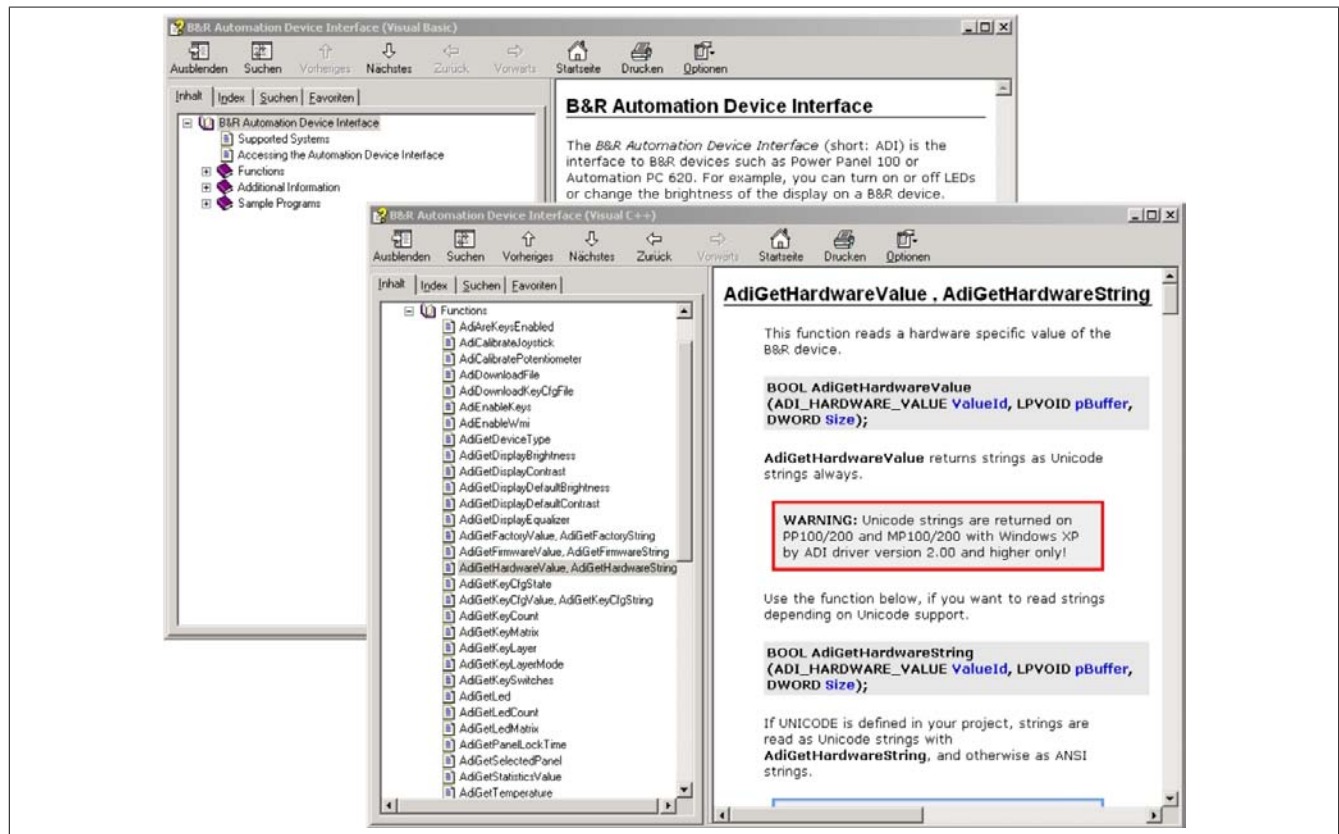 B&R Automation Device Interface (Visual Basic)
Ausblenden Suchen Vorheriges Nächstes Zurück Vorwärts Startseite Drucken Optionen
Inhalt Index Suchen Favoriten
B&R Automation Device Interface
Supported Systems
Accessing the Automation Device Interface
Functions
Additional Information
Sample Programs
B&R Automation Device Interface
The B&R Automation Device Interface (short: ADI) is the
interface to B&R devices such as Power Panel 100 or
Automation PC 620. For example, you can turn on or off LEDs
or change the brightness of the display on a B&R device.
B&R Automation Device Interface (Visual C++)
Ausblenden Suchen Vorheriges Nächstes Zurück Vorwärts Startseite Drucken Optionen
Inhalt Index Suchen Favoriten
Functions
AdiAreKeysEnabled
AdiCalibrateJoystick
AdiCalibratePotentiometer
AdiDownloadFile
AdiDownloadKeyCfgFile
AdiEnableKeys
AdiEnableWmi
AdiGetDeviceType
AdiGetDisplayBrightness
AdiGetDisplayContrast
AdiGetDisplayDefaultBrightness
AdiGetDisplayDefaultContrast
AdiGetDisplayEqualizer
AdiGetFactoryValue, AdiGetFactoryString
AdiGetFirmwareValue, AdiGetFirmwareString
AdiGetHardwareValue, AdiGetHardwareString
AdiGetKeyCfgState
AdiGetKeyCfgValue, AdiGetKeyCfgString
AdiGetKeyCount
AdiGetKeyMatrix
AdiGetKeyLayer
AdiGetKeyLayerMode
AdiGetKeySwitches
AdiGetLed
AdiGetLedCount
AdiGetLedMatrix
AdiGetPanelLockTime
AdiGetSelectedPanel
AdiGetStatisticsValue
AdiGetTemperature
AdiGetHardwareValue , AdiGetHardwareString
This function reads a hardware specific value of the
B&R device.
BOOL AdiGetHardwareValue
(ADI_HARDWARE_VALUE ValueId, LPVOID pBuffer,
DWORD Size);
AdiGetHardwareValue returns strings as Unicode
strings always.
WARNING: Unicode strings are returned on
PP100/200 and MP100/200 with Windows XP
by ADI driver version 2.00 and higher only!
Use the function below, if you want to read strings
depending on Unicode support.
BOOL AdiGetHardwareString
(ADI_HARDWARE_VALUE ValueId, LPVOID pBuffer,
DWORD Size);
If UNICODE is defined in your project, strings are
read as Unicode strings with
AdiGetHardwareString, and otherwise as ANSI
strings.